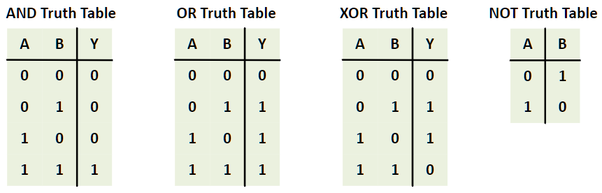 AND Truth Table
A B Y
0 0 0
0 1 0
1 0 0
1 1 1
OR Truth Table
A B Y
0 0 0
0 1 1
1 0 1
1 1 1
XOR Truth Table
A B Y
0 0 0
0 1 1
1 0 1
1 1 0
NOT Truth Table
A B
0 1
1 0